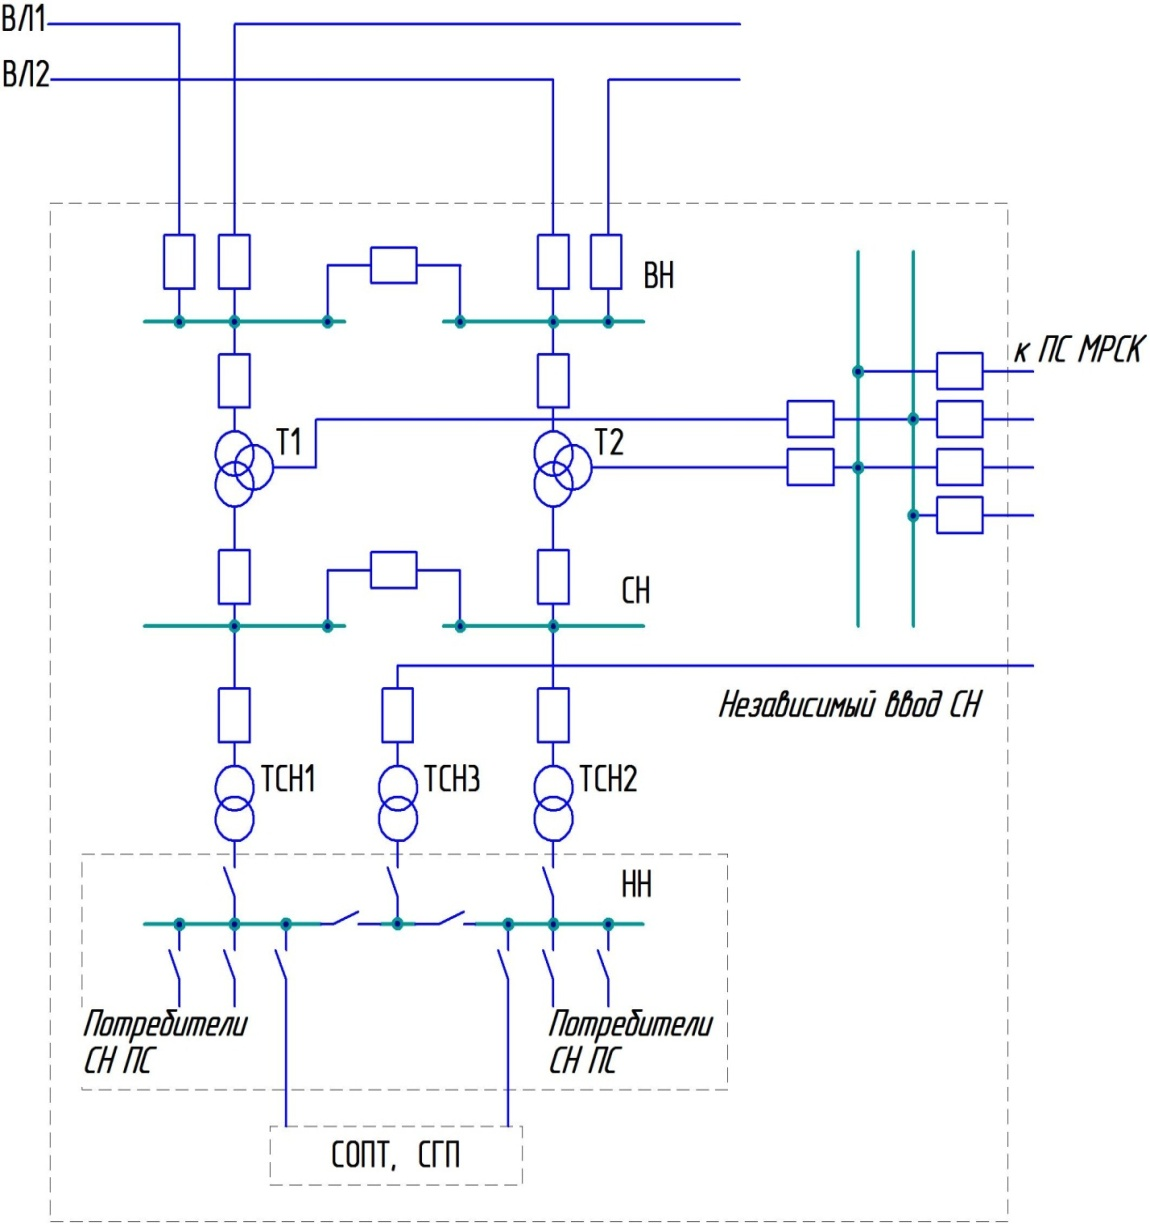 ВЛ1
ВЛ2
ВН
к ПС МРСК
Т1
Т2
СН
Независимый ввод СН
ТСН1
ТСН3
ТСН2
НН
Потребители
СН ПС
Потребители
СН ПС
СОПТ, СГП